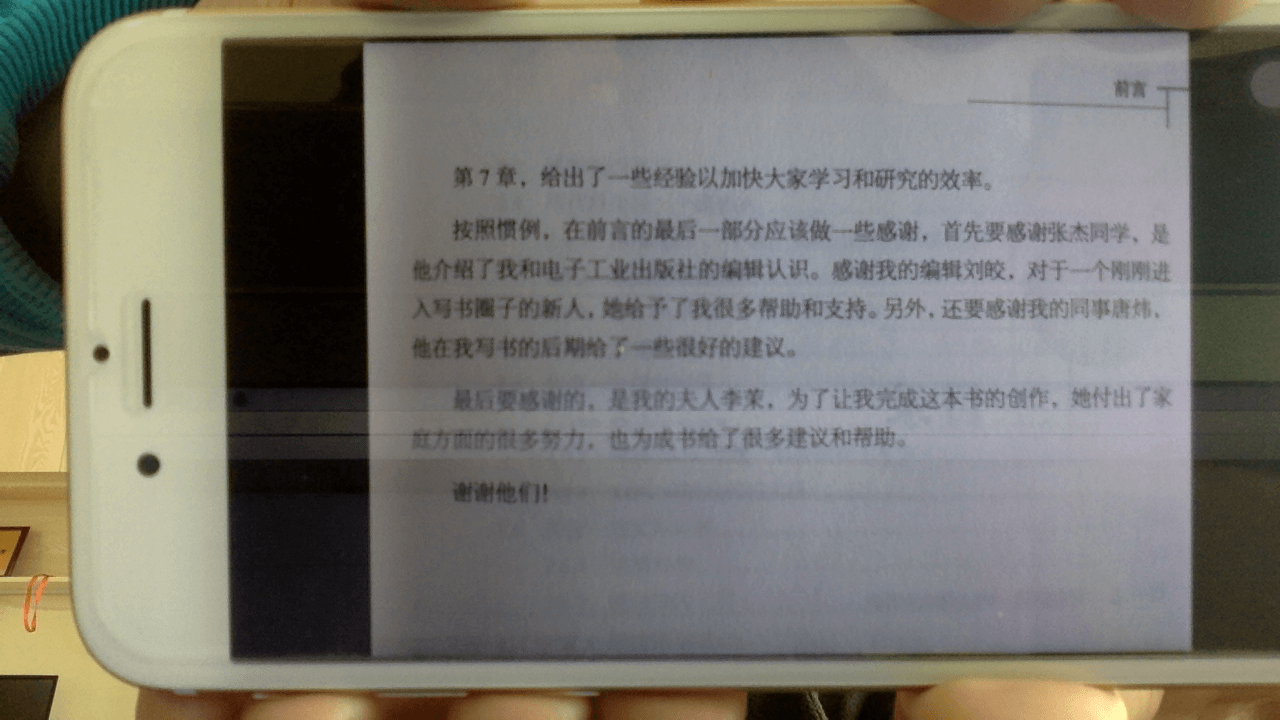 前言
第7章，给出了一些经验以加快大家学习和研究的效率。
按照惯例，在前言的最后一部分应该做一些感谢，首先要感谢张杰同学，是
他介绍了我和电子工业出版社的编辑认识。感谢我的编辑刘皎，对于一个刚刚进
入写书圈子的新人，她给予了我很多帮助和支持。另外，还要感谢我的同事唐炜，
他在我写书的后期给了一些很好的建议。
最后要感谢的，是我的夫人李茉，为了让我完成这本书的创作，她付出了家
庭方面的很多努力，也为成书给了很多建议和帮助。
谢谢他们！